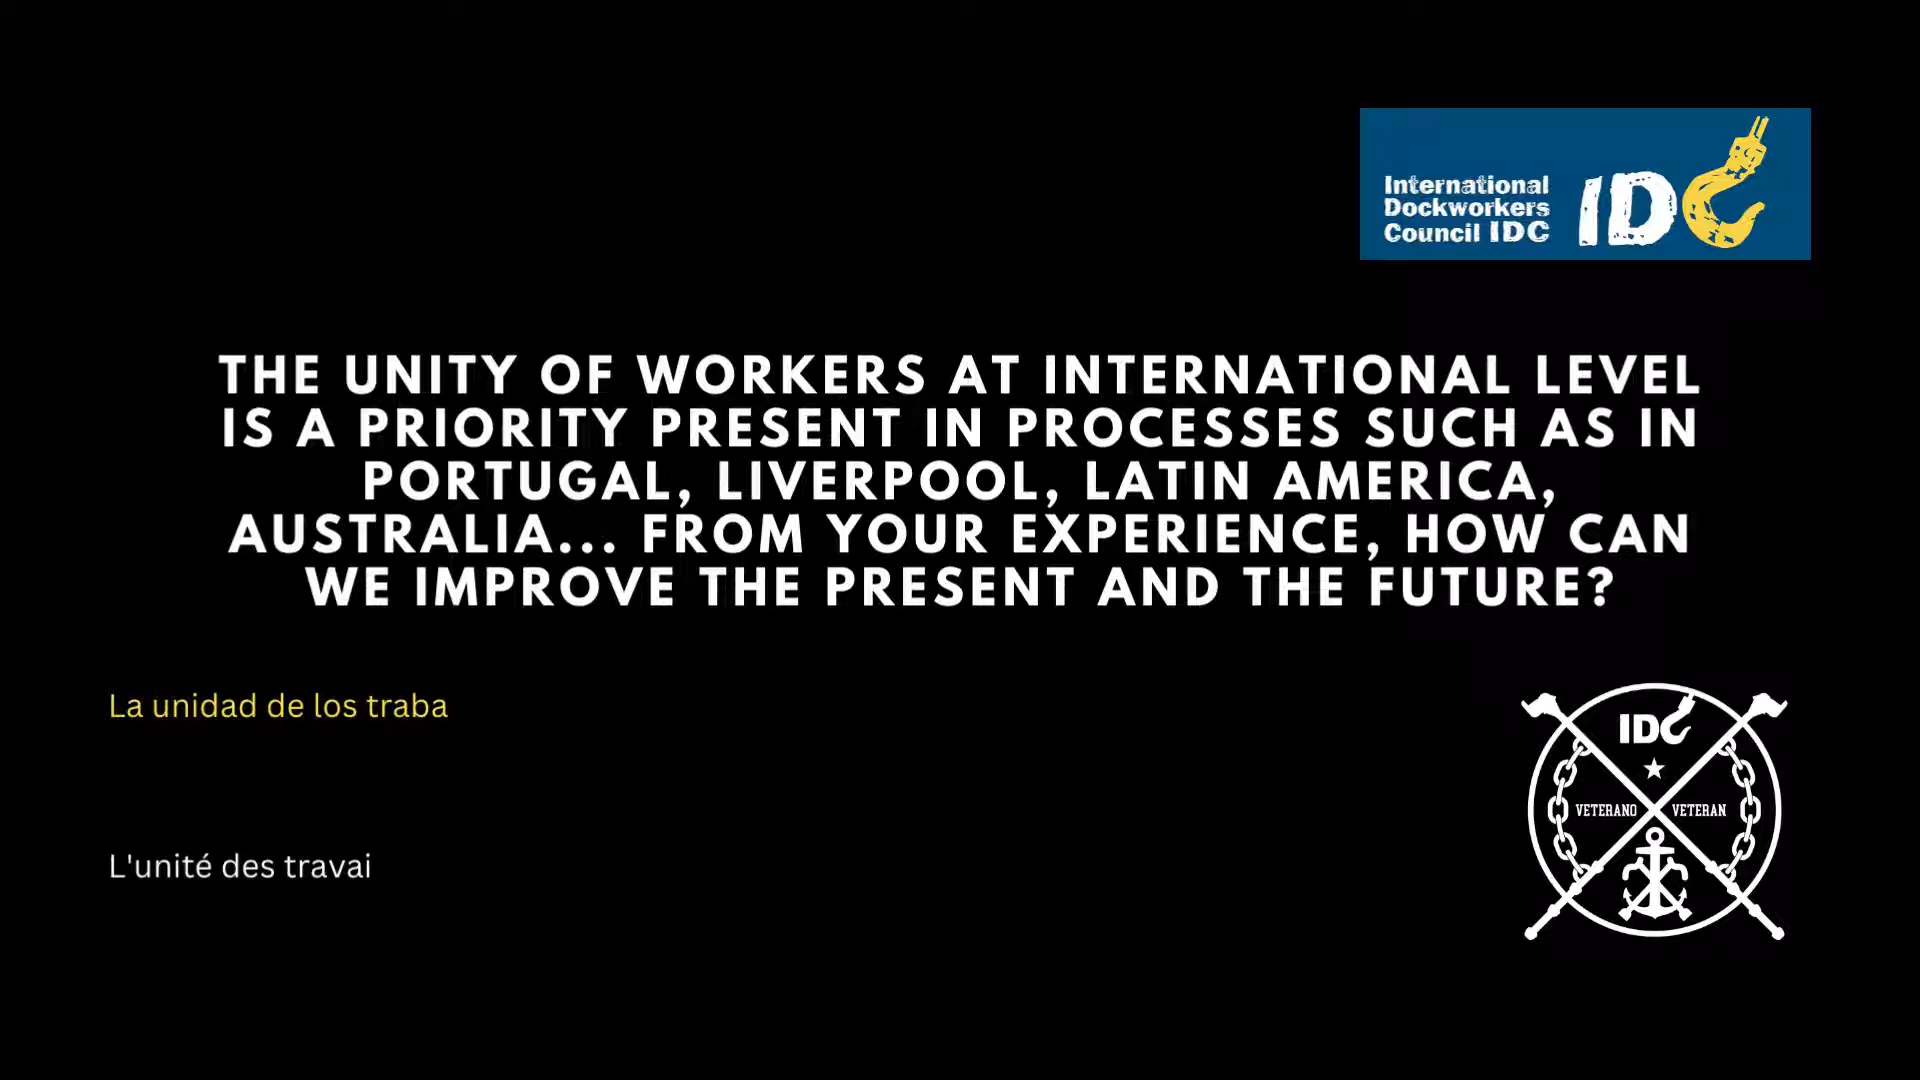 International
Dockworkers
Council IDC
IDC
THE UNITY OF WORKERS AT INTERNATIONAL LEVEL
IS A PRIORITY PRESENT IN PROCESSES SUCH AS IN
PORTUGAL, LIVERPOOL, LATIN AMERICA,
AUSTRALIA... FROM YOUR EXPERIENCE, HOW CAN
WE IMPROVE THE PRESENT AND THE FUTURE?
La unidad de los traba
L'unité des travai
IDC
VETERANO VETERAN